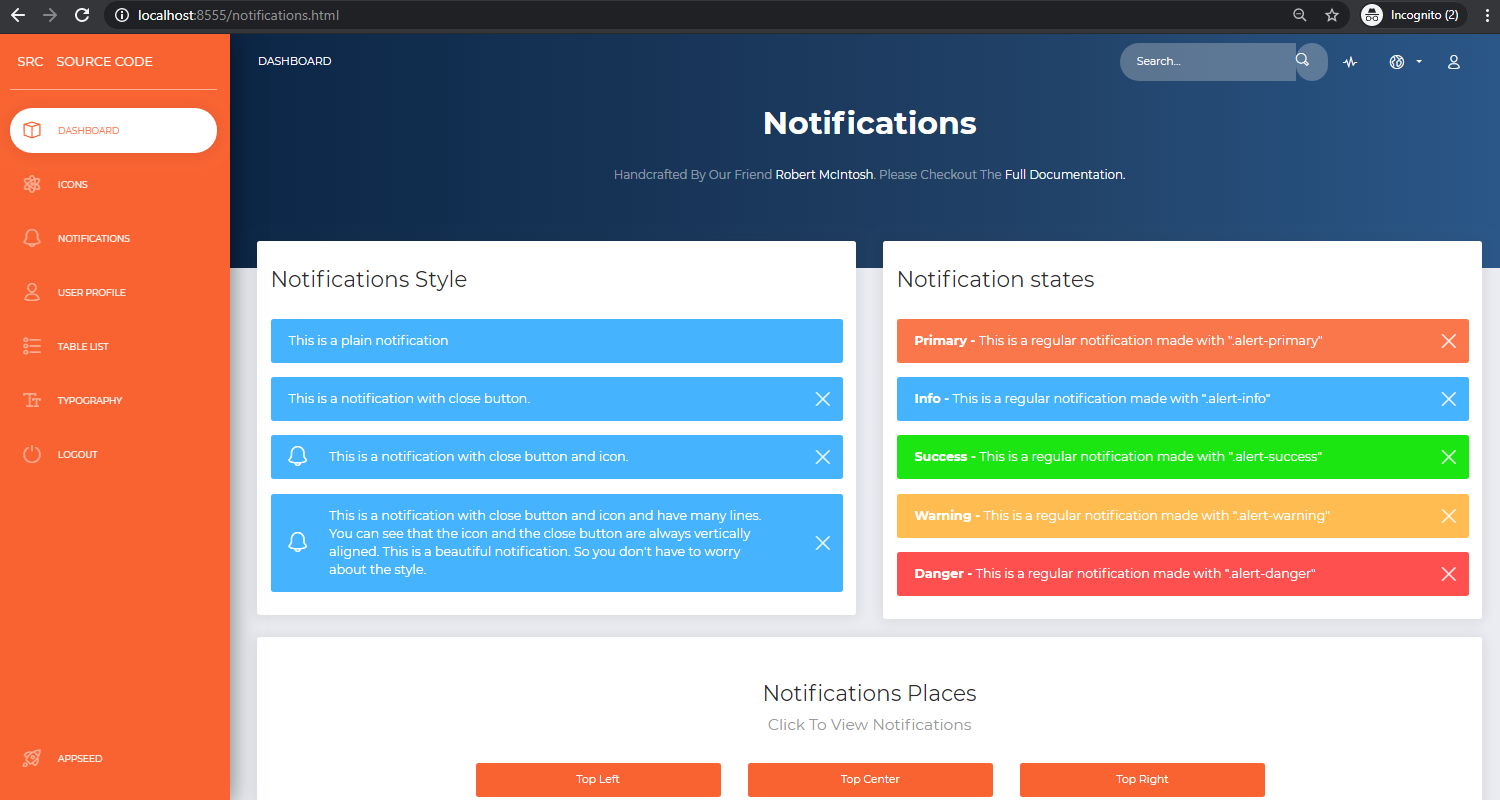 localhost:8555/notifications.html
Incognito (2)
SRC SOURCE CODE
DASHBOARD
ICONS
NOTIFICATIONS
USER PROFILE
TABLE LIST
TYPOGRAPHY
LOGOUT
APPSEED
DASHBOARD
Search...
Notifications
Handcrafted By Our Friend Robert McIntosh. Please Checkout The Full Documentation.
Notifications Style
This is a plain notification
This is a notification with close button.
This is a notification with close button and icon.
This is a notification with close button and icon and have many lines.
You can see that the icon and the close button are always vertically
aligned. This is a beautiful notification. So you don't have to worry
about the style.
Notification states
Primary - This is a regular notification made with ".alert-primary"
Info - This is a regular notification made with ".alert-info"
Success - This is a regular notification made with ".alert-success"
Warning - This is a regular notification made with ".alert-warning"
Danger - This is a regular notification made with ".alert-danger"
Notifications Places
Click To View Notifications
Top Left
Top Center
Top Right